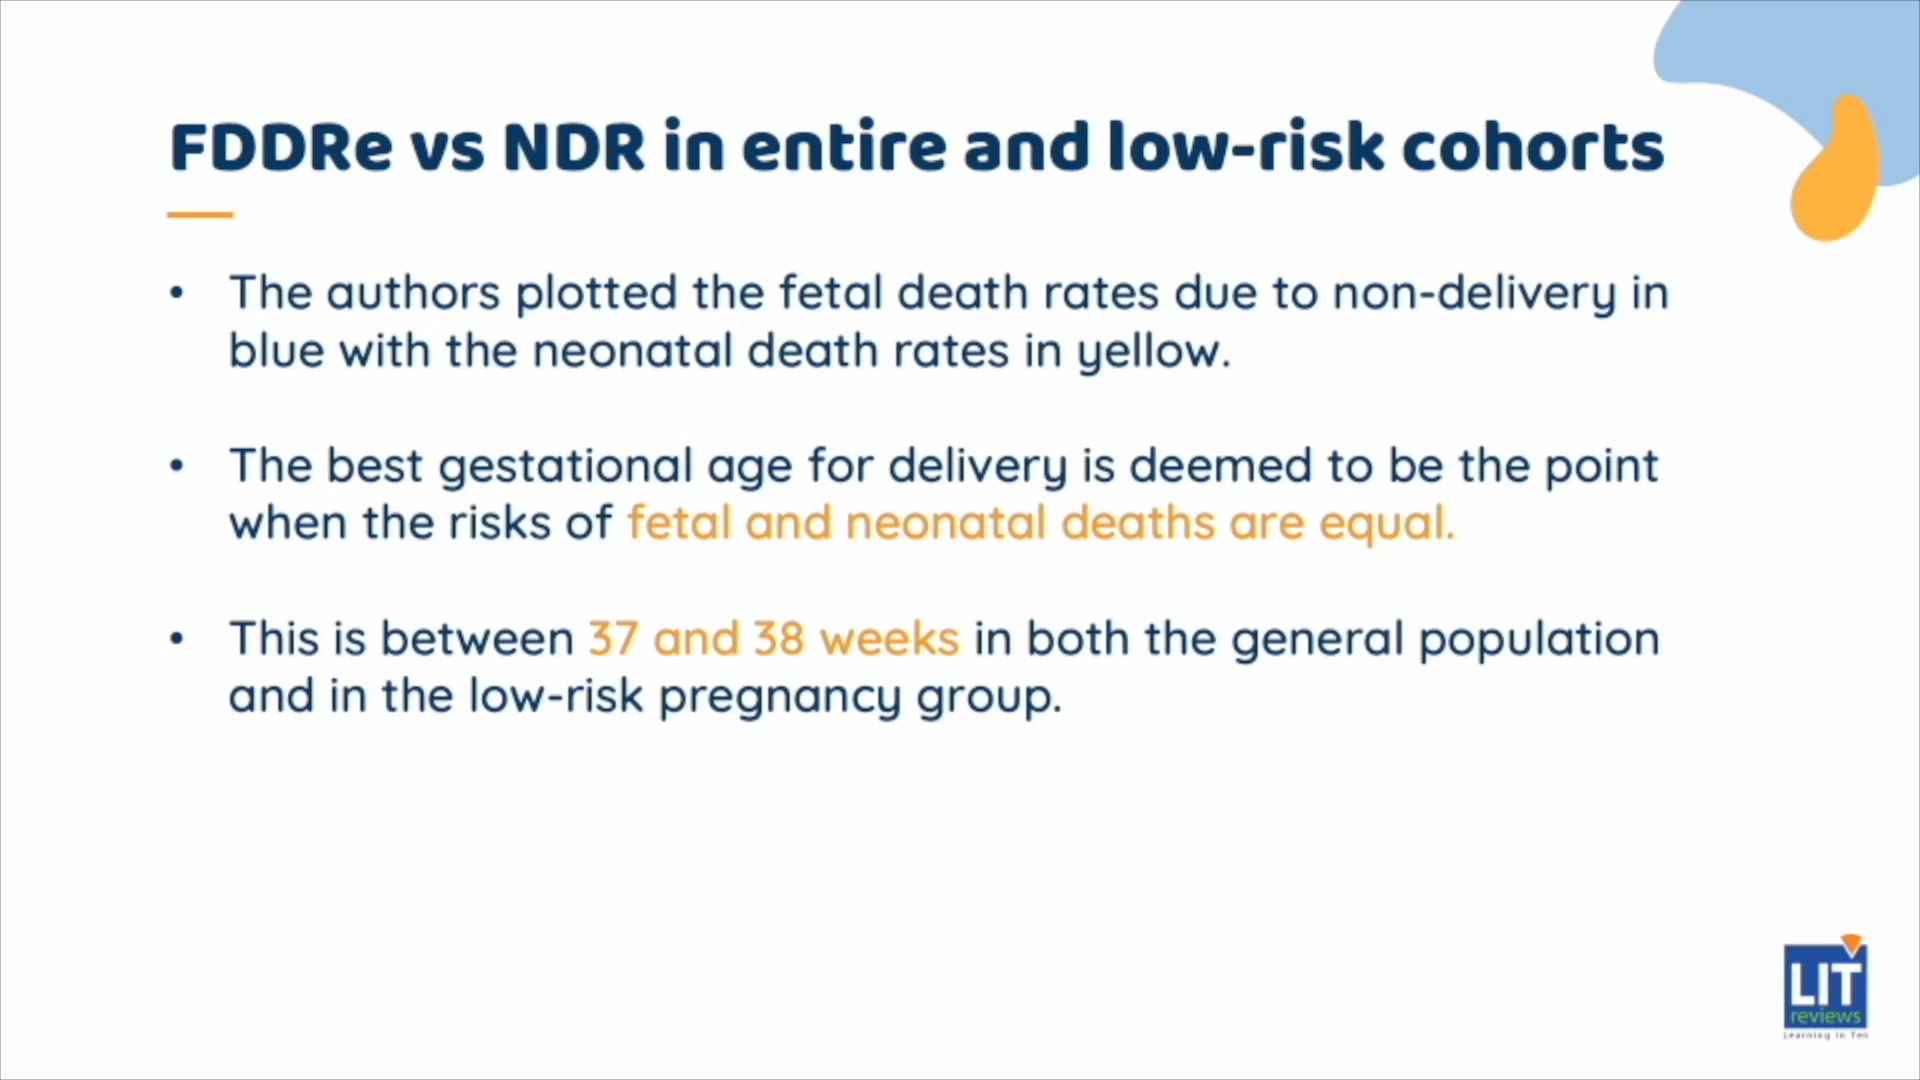 FDDRe vs NDR in entire and low-risk cohorts
• The authors plotted the fetal death rates due to non-delivery in
blue with the neonatal death rates in yellow.
• The best gestational age for delivery is deemed to be the point
when the risks of fetal and neonatal deaths are equal.
• This is between 37 and 38 weeks in both the general population
and in the low-risk pregnancy group.
LIT
reviews
Learning in Ten